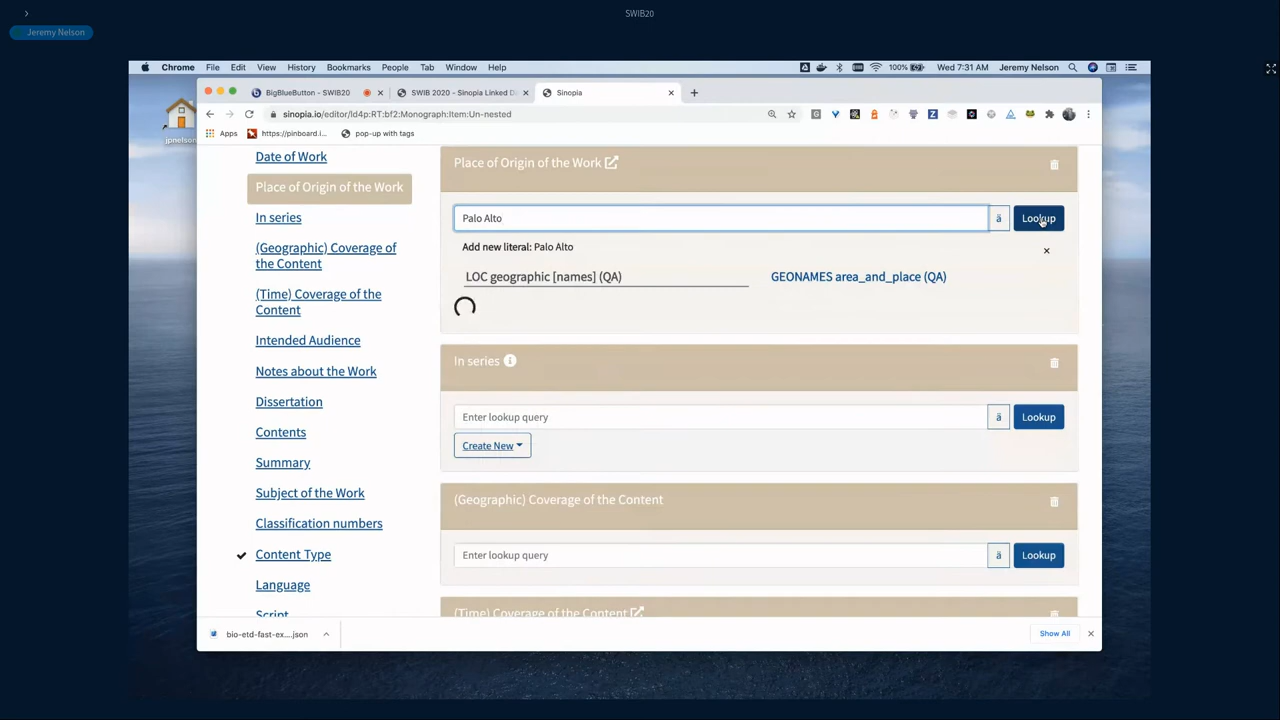 SWIB20
Jeremy Nelson
Chrome File Edit View History Bookmarks People Tab Window Help 100% Wed 7:31 AM Jeremy Nelson
BigBlueButton - SWIB20
SWIB 2020 - Sinopia Linked D
Sinopia
sinopia.io/editor/ld4p:RT:bf2:Monograph:Item:Un-nested
Apps
https://pinboard.i...
pop-up with tags
jpnelson
Date of Work
Place of Origin of the Work
In series
(Geographic) Coverage of
the Content
(Time) Coverage of the
Content
Intended Audience
Notes about the Work
Dissertation
Contents
Summary
Subject of the Work
Classification numbers
Content Type
Language
Script
Place of Origin of the Work
Palo Alto
ä
Lookup
Add new literal: Palo Alto
LOC geographic [names] (QA)
GEONAMES area_and_place (QA)
In series
Enter lookup query
ä
Lookup
Create New
(Geographic) Coverage of the Content
Enter lookup query
ä
Lookup
(Time) Coverage of the Content
bio-etd-fast-ex....json
Show All